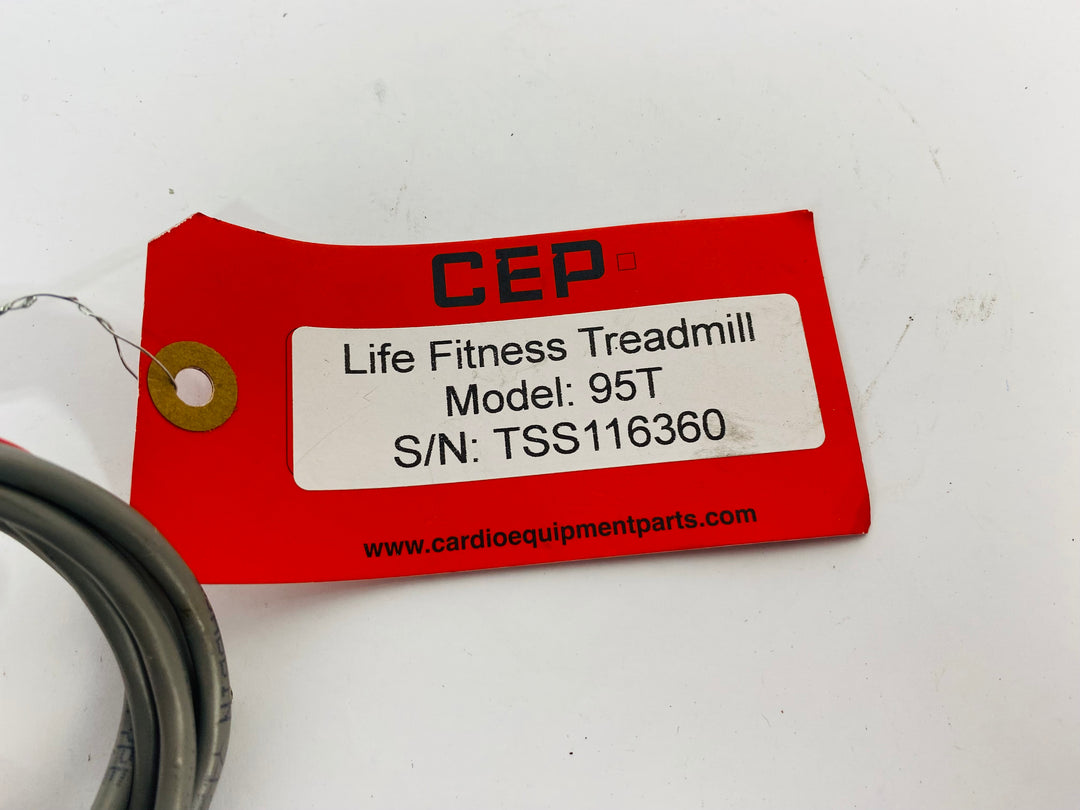 CEP
Life Fitness Treadmill
Model: 95T
S/N: TSS116360
www.cardioequipmentparts.com